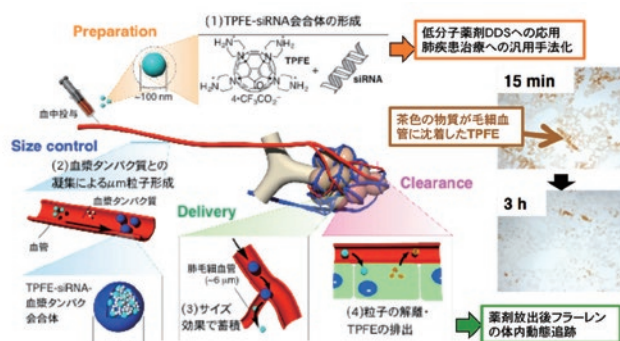 Preparation
(1)TPFE-siRNA会合体の形成
TPFE
4•CF₃CO₂⁻
+
siRNA
~100 nm
血中投与
低分子薬剤DDSへの応用
肺疾患治療への汎用手法化
15 min
茶色の物質が毛細血
管に沈着したTPFE
3 h
Size control
(2)血漿タンパク質との
凝集によるμm粒子形成
血漿タンパク質
血管
TPFE-siRNA-
血漿タンパク
会合体
Delivery
肺毛細血管
(~6 μm)
(3)サイズ
効果で蓄積
Clearance
(4)粒子の解離・
TPFEの排出
薬剤放出後フラーレン
の体内動態追跡